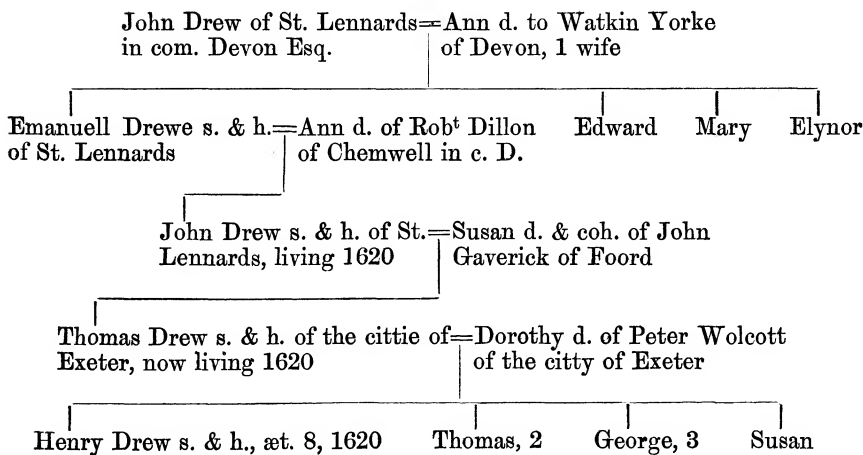 John Drew of St. Lennards=Ann d. to Watkin Yorke
in com. Devon Esq. of Devon, 1 wife
Emanuell Drewe s. & h.=Ann d. of Robt Dillon Edward Mary Elynor
of St. Lennards of Chemwell in c. D.
John Drew s. & h. of St.=Susan d. & coh. of John
Lennards, living 1620 Gaverick of Foord
Thomas Drew s. & h. of the cittie of=Dorothy d. of Peter Wolcott
Exeter, now living 1620 of the citty of Exeter
Henry Drew s. & h., æt. 8, 1620 Thomas, 2 George, 3 Susan